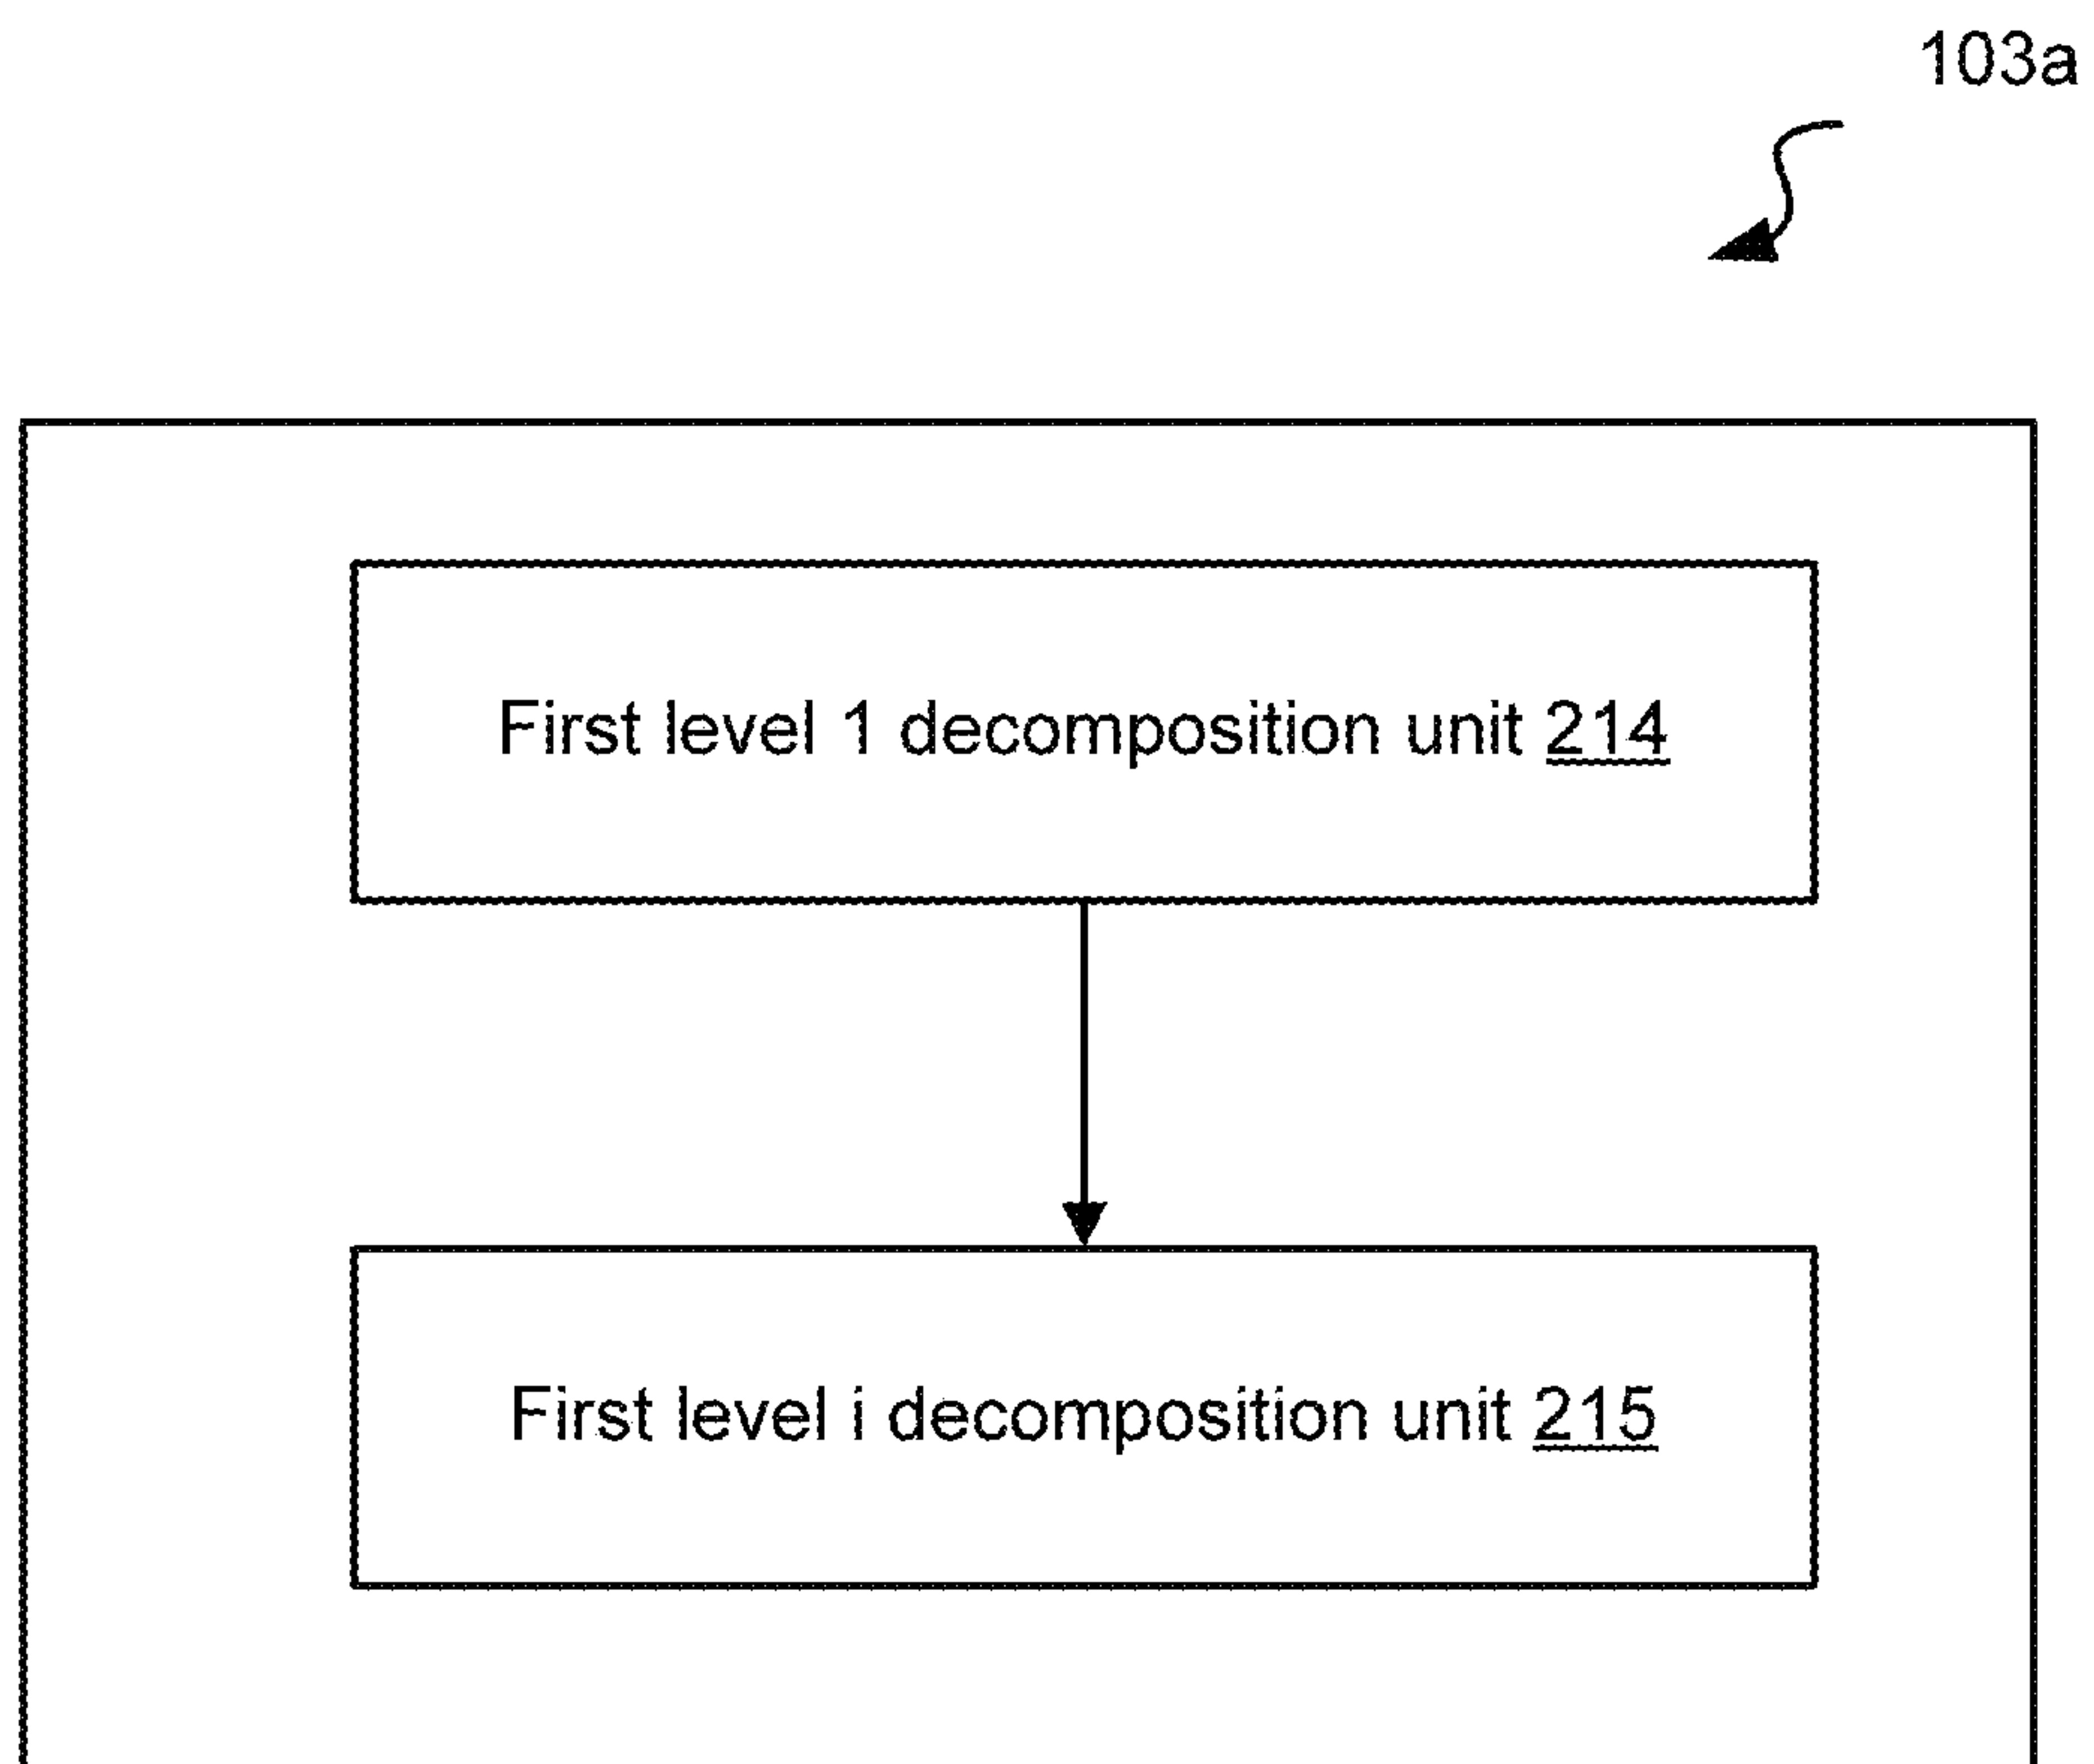 103a
First level 1 decomposition unit 214
First level i decomposition unit 215